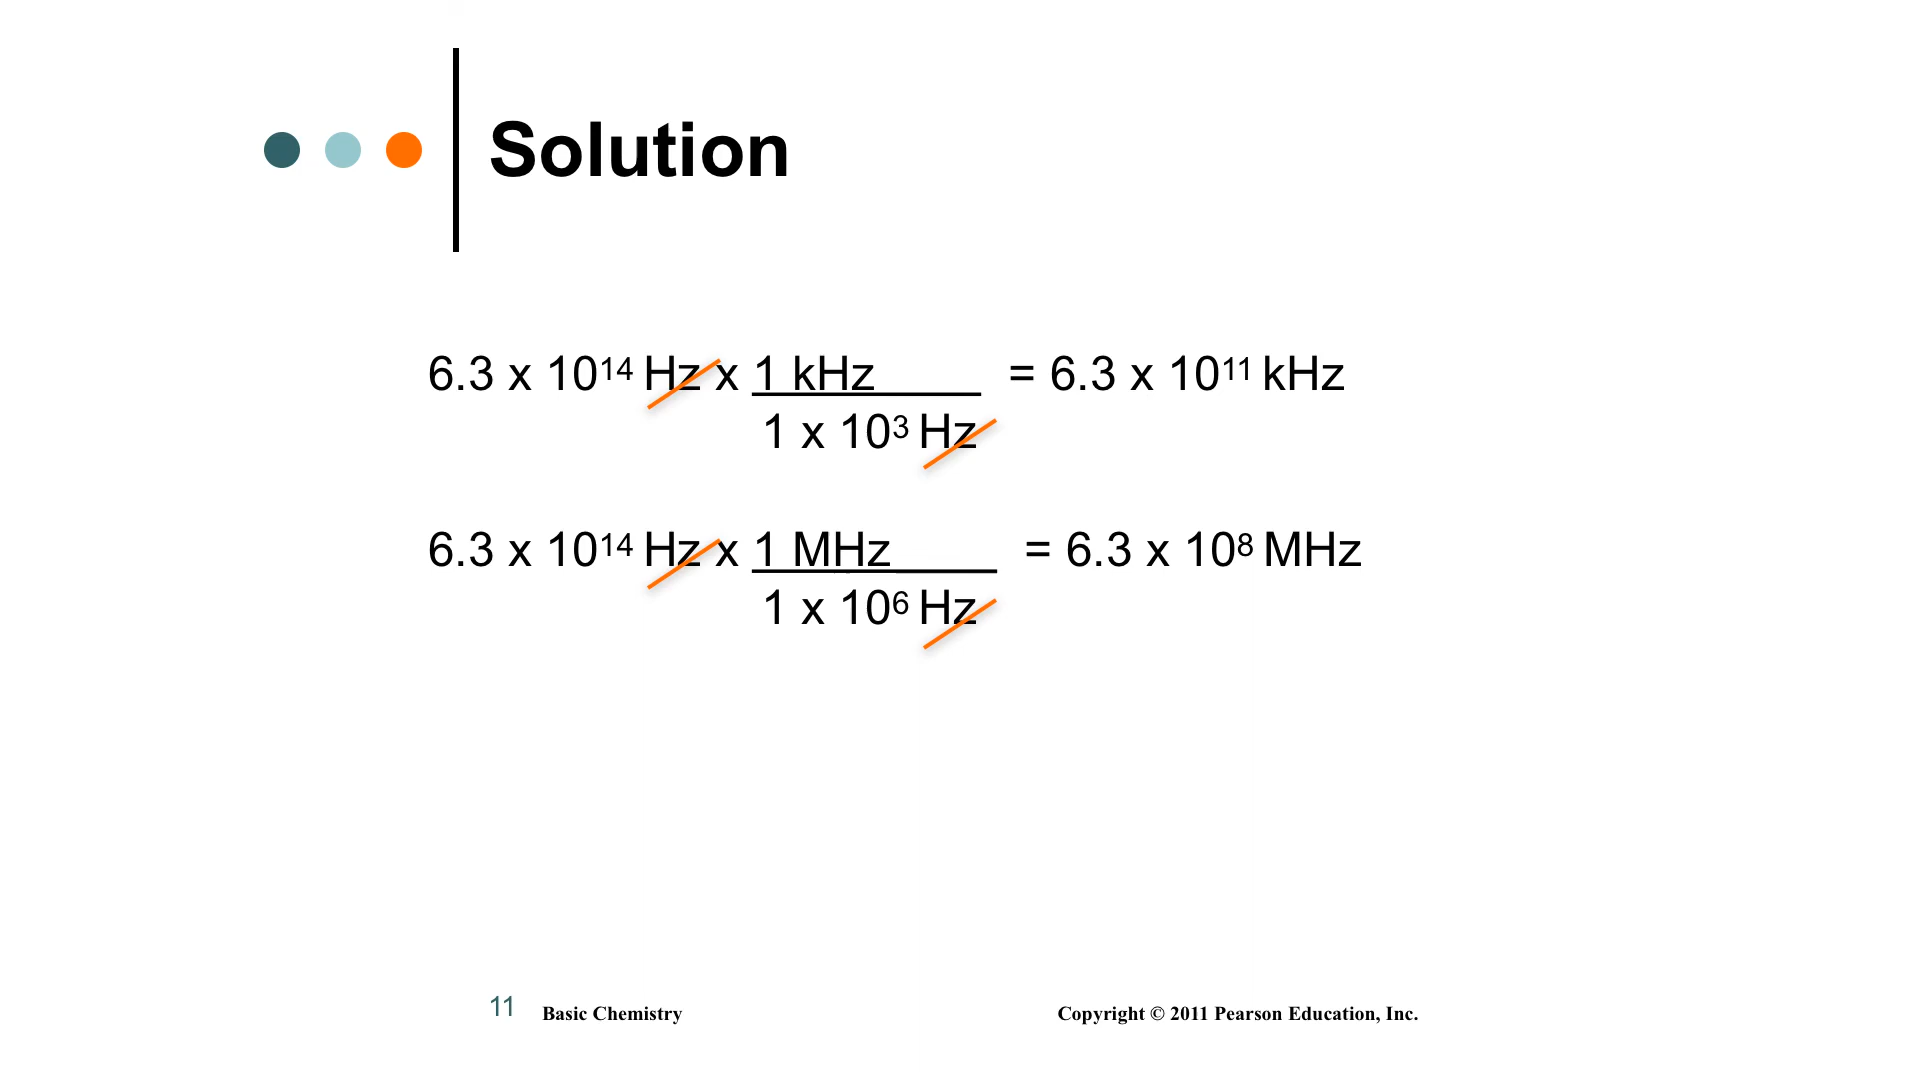 Solution
6.3 x 10¹⁴ Hz x 1 kHz = 6.3 x 10¹¹ kHz
1 x 10³ Hz
6.3 x 10¹⁴ Hz x 1 MHz = 6.3 x 10⁸ MHz
1 x 10⁶ Hz
11 Basic Chemistry Copyright © 2011 Pearson Education, Inc.